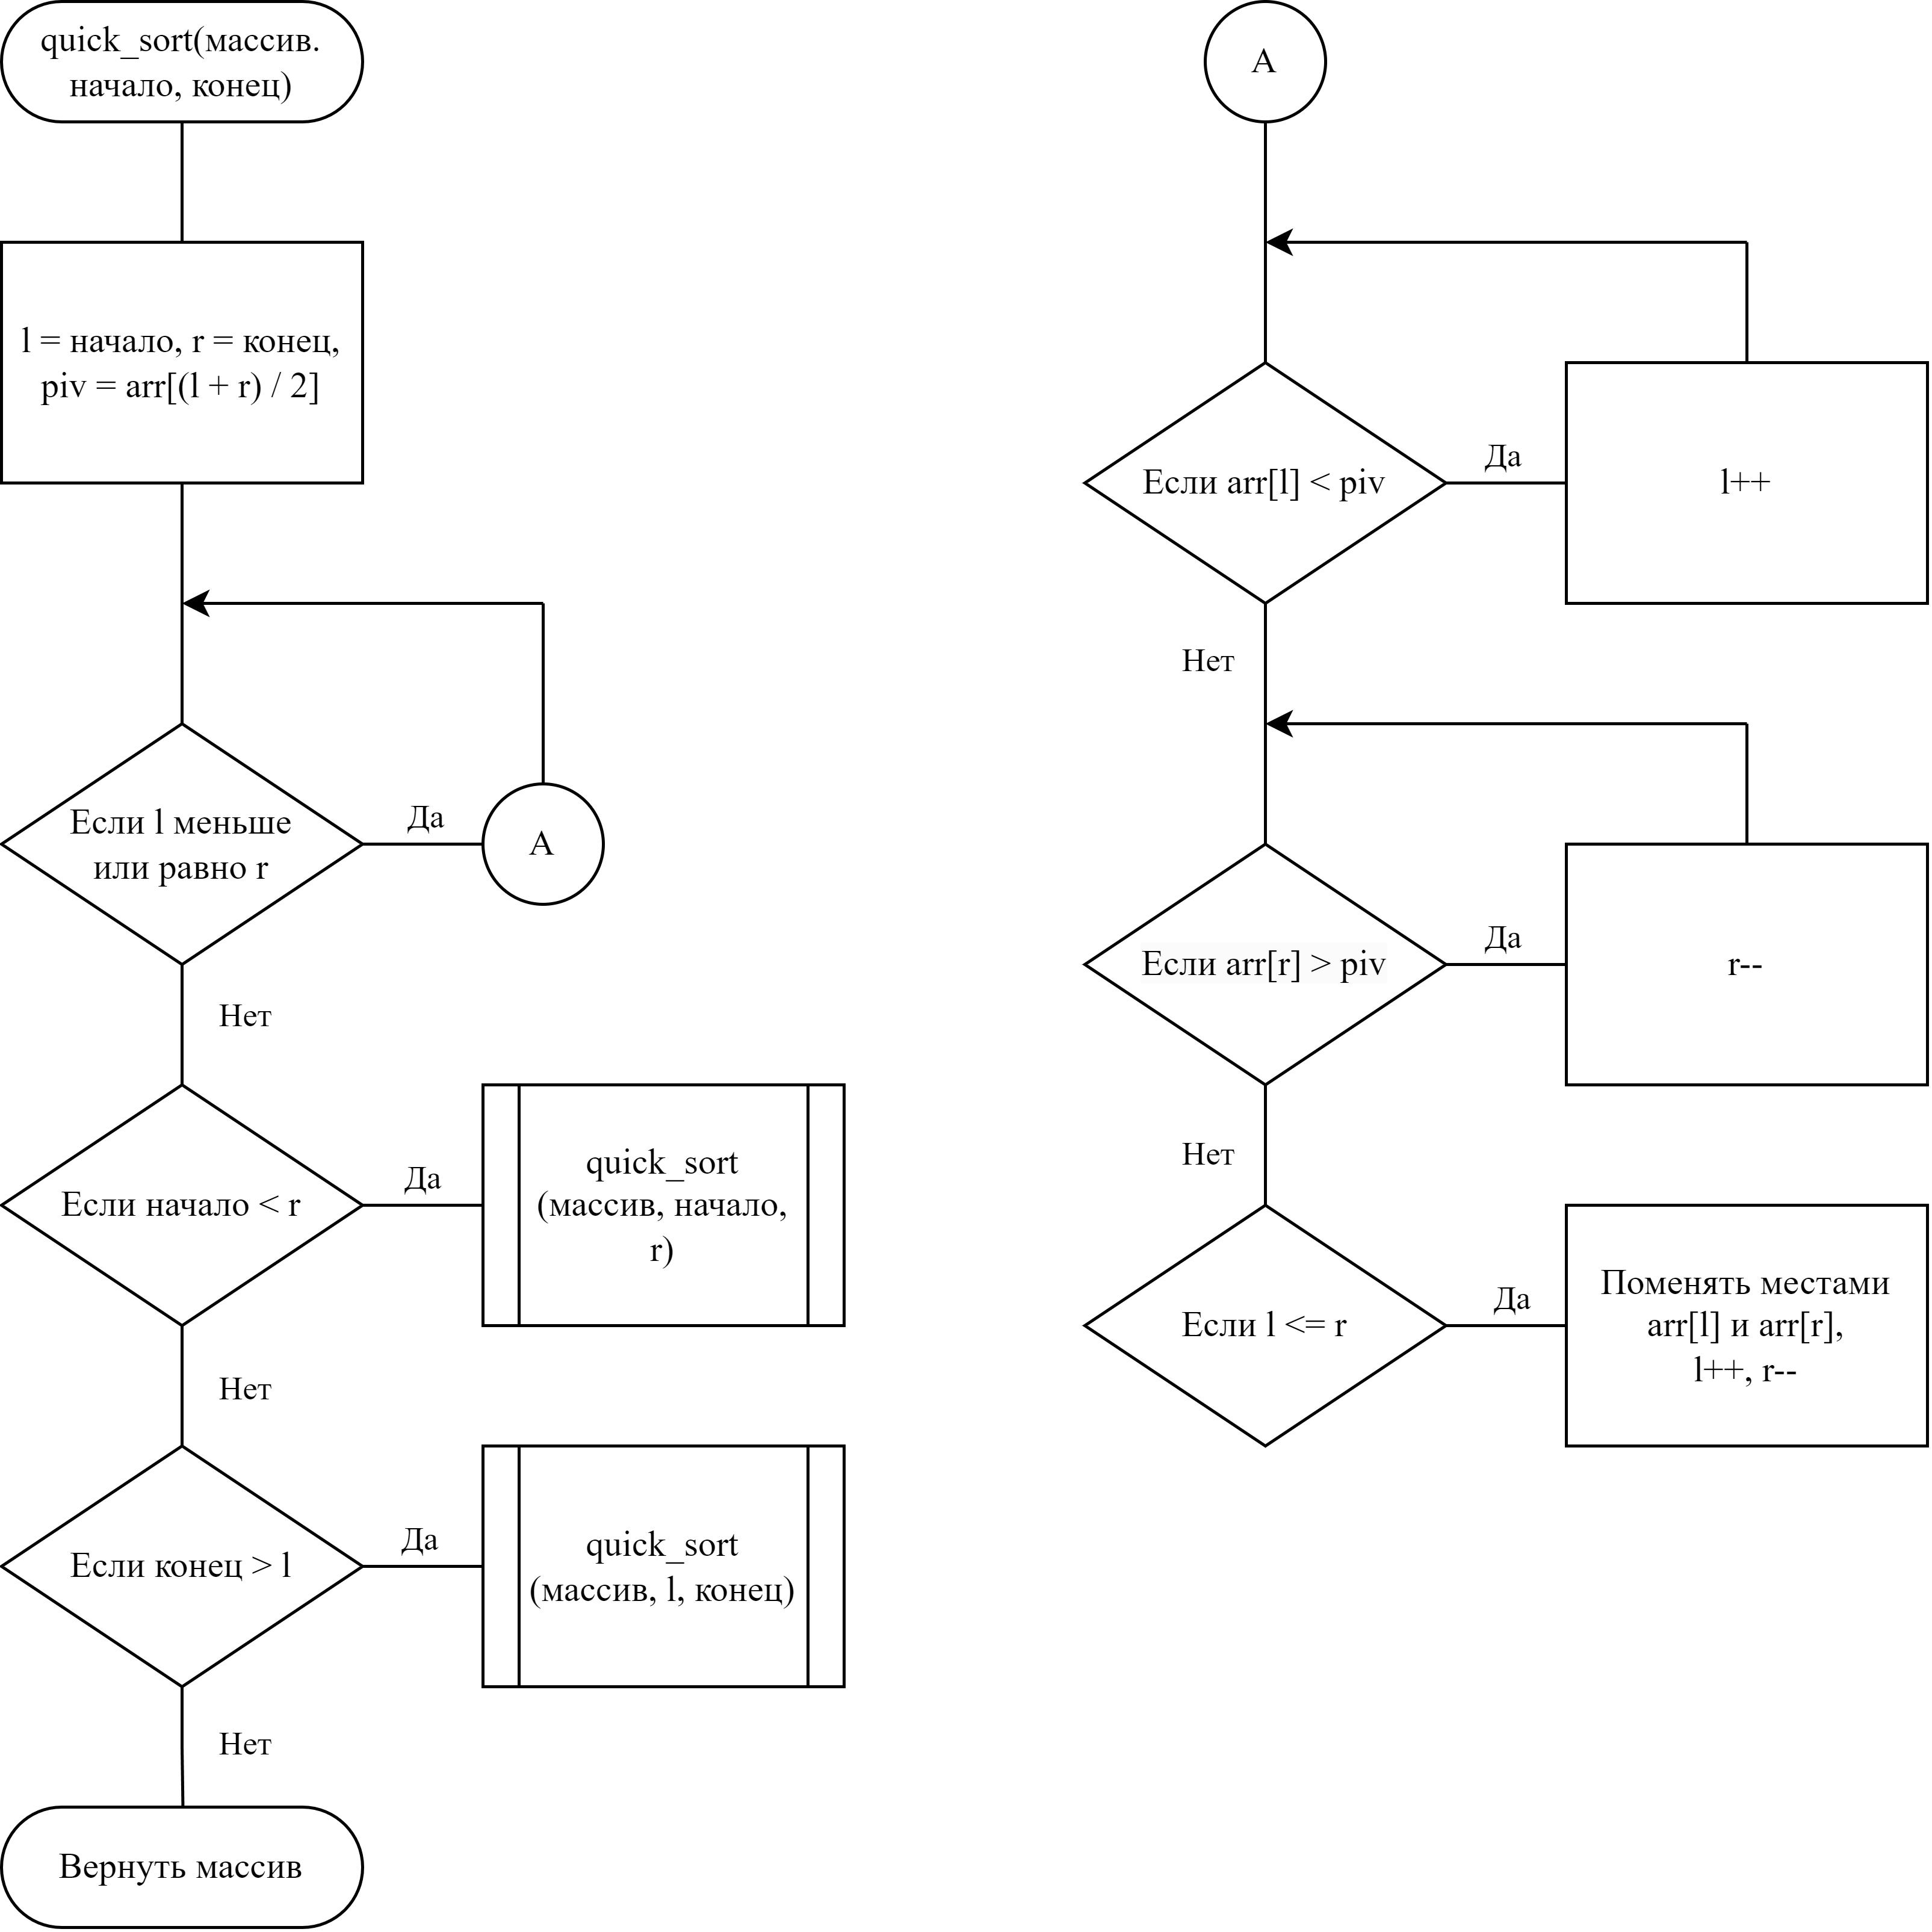 quick_sort(массив.
начало, конец)
l = начало, r = конец,
piv = arr[(l + r) / 2]
Если l меньше
или равно r
Да
A
Нет
Если начало < r
Да
quick_sort
(массив, начало,
r)
Нет
Если конец > l
Да
quick_sort
(массив, l, конец)
Нет
Вернуть массив
A
Если arr[l] < piv
Да
l++
Нет
Если arr[r] > piv
Да
r--
Нет
Если l <= r
Да
Поменять местами
arr[l] и arr[r],
l++, r--